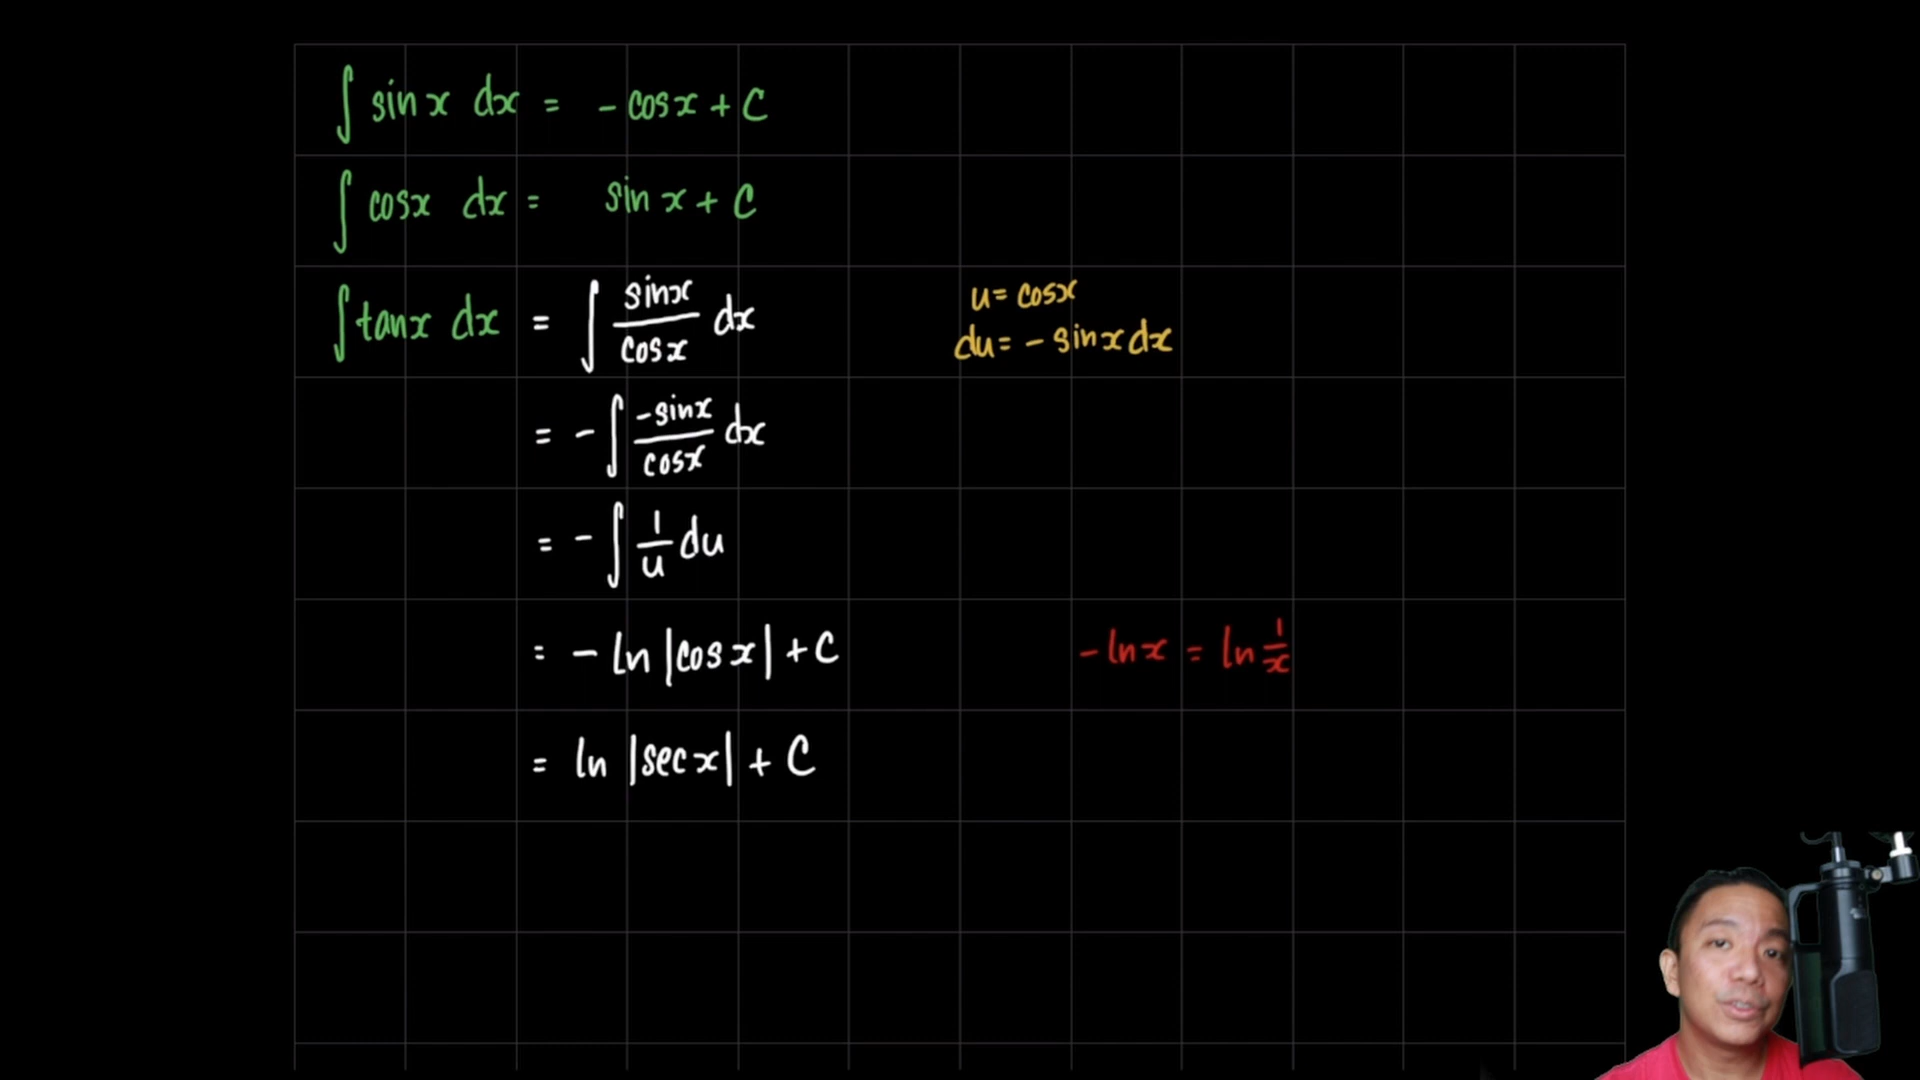 ∫ sin x dx = - cos x + C
∫ cos x dx = sin x + C
∫ tan x dx = ∫ sin x / cos x dx
u = cos x
du = - sin x dx
= - ∫ -sin x / cos x dx
= - ∫ 1/u du
= - ln |cos x| + C
- ln x = ln 1/x
= ln |sec x| + C